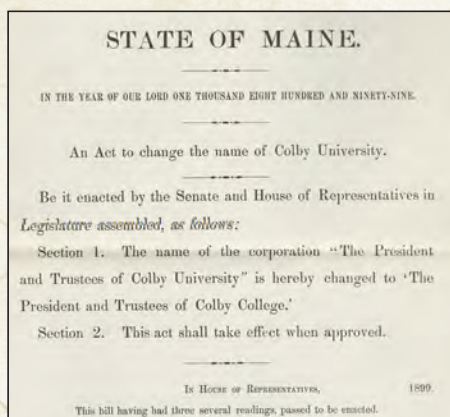 STATE OF MAINE.
IN THE YEAR OF OUR LORD ONE THOUSAND EIGHT HUNDRED AND NINETY-NINE.
An Act to change the name of Colby University.
Be it enacted by the Senate and House of Representatives in
Legislature assembled, as follows:
Section 1. The name of the corporation “The President
and Trustees of Colby University” is hereby changed to ‘The
President and Trustees of Colby College.’
Section 2. This act shall take effect when approved.
IN HOUSE OF REPRESENTATIVES, 1899.
This bill having had three several readings, passed to be enacted.